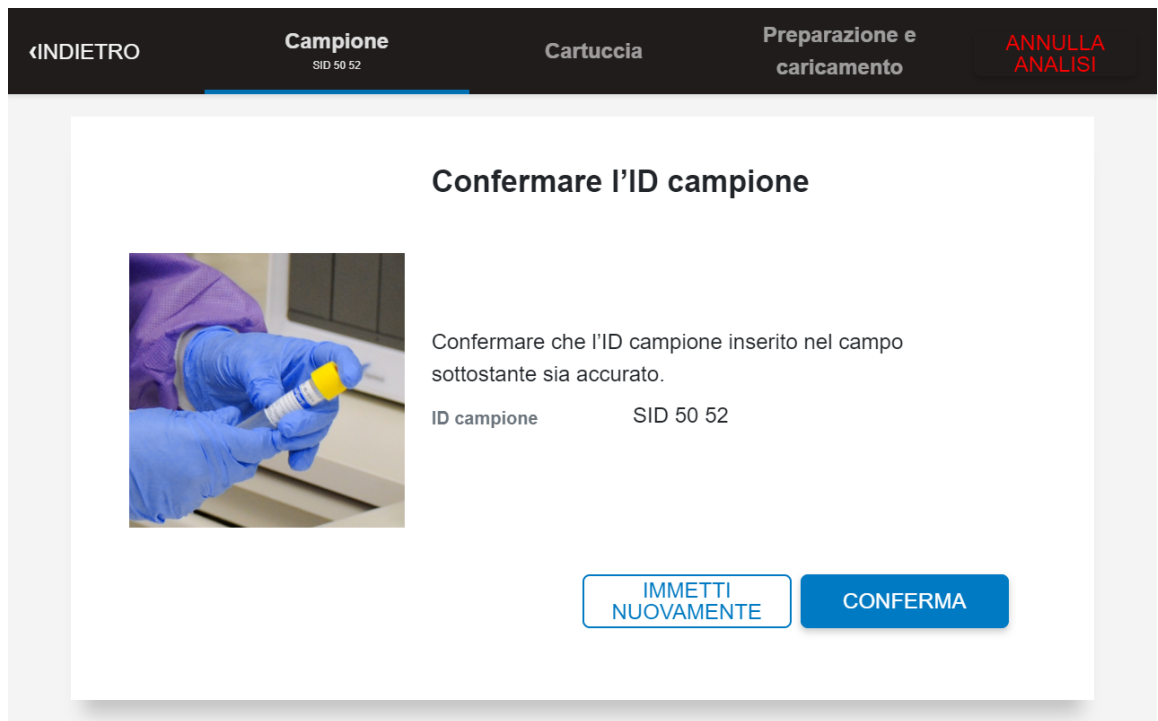 ‹INDIETRO
Campione
SID 50 52
Cartuccia
Preparazione e
caricamento
ANNULLA
ANALISI
Confermare l’ID campione
Confermare che l’ID campione inserito nel campo
sottostante sia accurato.
ID campione SID 50 52
IMMETTI
NUOVAMENTE
CONFERMA